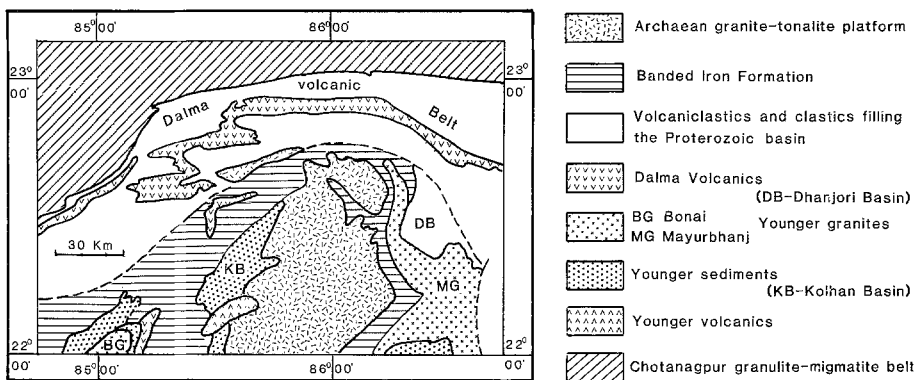 85° 00'
86° 00'
23° 00'
23° 00'
Dalma volcanic Belt
30 Km
KB
DB
MG
BG
22° 00'
22° 00'
85° 00'
86° 00'
Archaean granite-tonalite platform
Banded Iron Formation
Volcaniclastics and clastics filling
the Proterozoic basin
Dalma Volcanics
(DB-Dhanjori Basin)
BG Bonai
MG Mayurbhanj Younger granites
Younger sediments
(KB-Kolhan Basin)
Younger volcanics
Chotanagpur granulite-migmatite belt